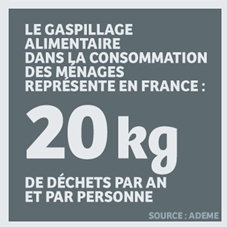 LE GASPILLAGE
ALIMENTAIRE
DANS LA CONSOMMATION
DES MÉNAGES
REPRÉSENTE EN FRANCE :
20 kg
DE DÉCHETS PAR AN
ET PAR PERSONNE
SOURCE : ADEME